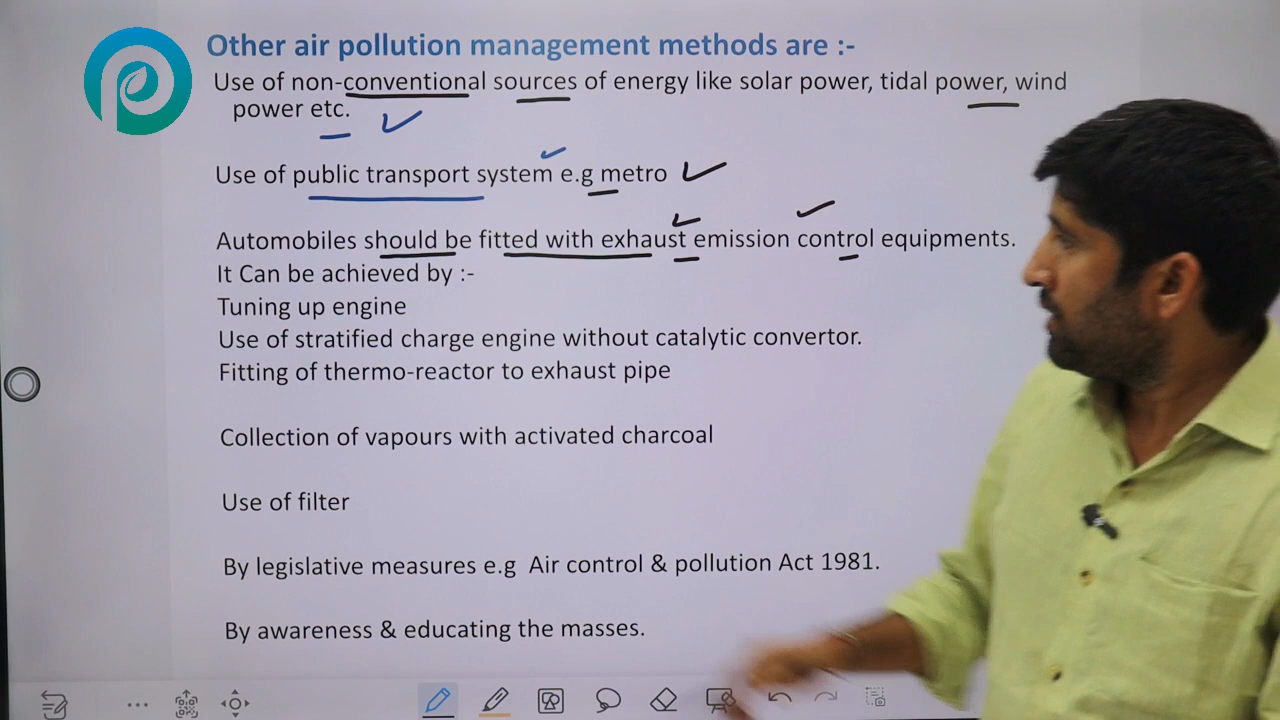 Other air pollution management methods are :-
Use of non-conventional sources of energy like solar power, tidal power, wind
power etc.
Use of public transport system e.g metro
Automobiles should be fitted with exhaust emission control equipments.
It Can be achieved by :-
Tuning up engine
Use of stratified charge engine without catalytic convertor.
Fitting of thermo-reactor to exhaust pipe
Collection of vapours with activated charcoal
Use of filter
By legislative measures e.g Air control & pollution Act 1981.
By awareness & educating the masses.